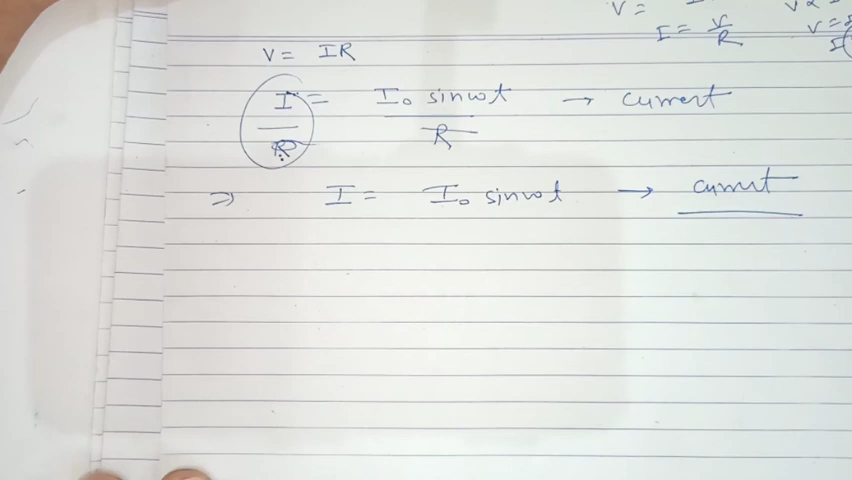 V =
I = V/R
V = IR
I/R = I₀ sinωt/R → current
⇒ I = I₀ sinωt → current